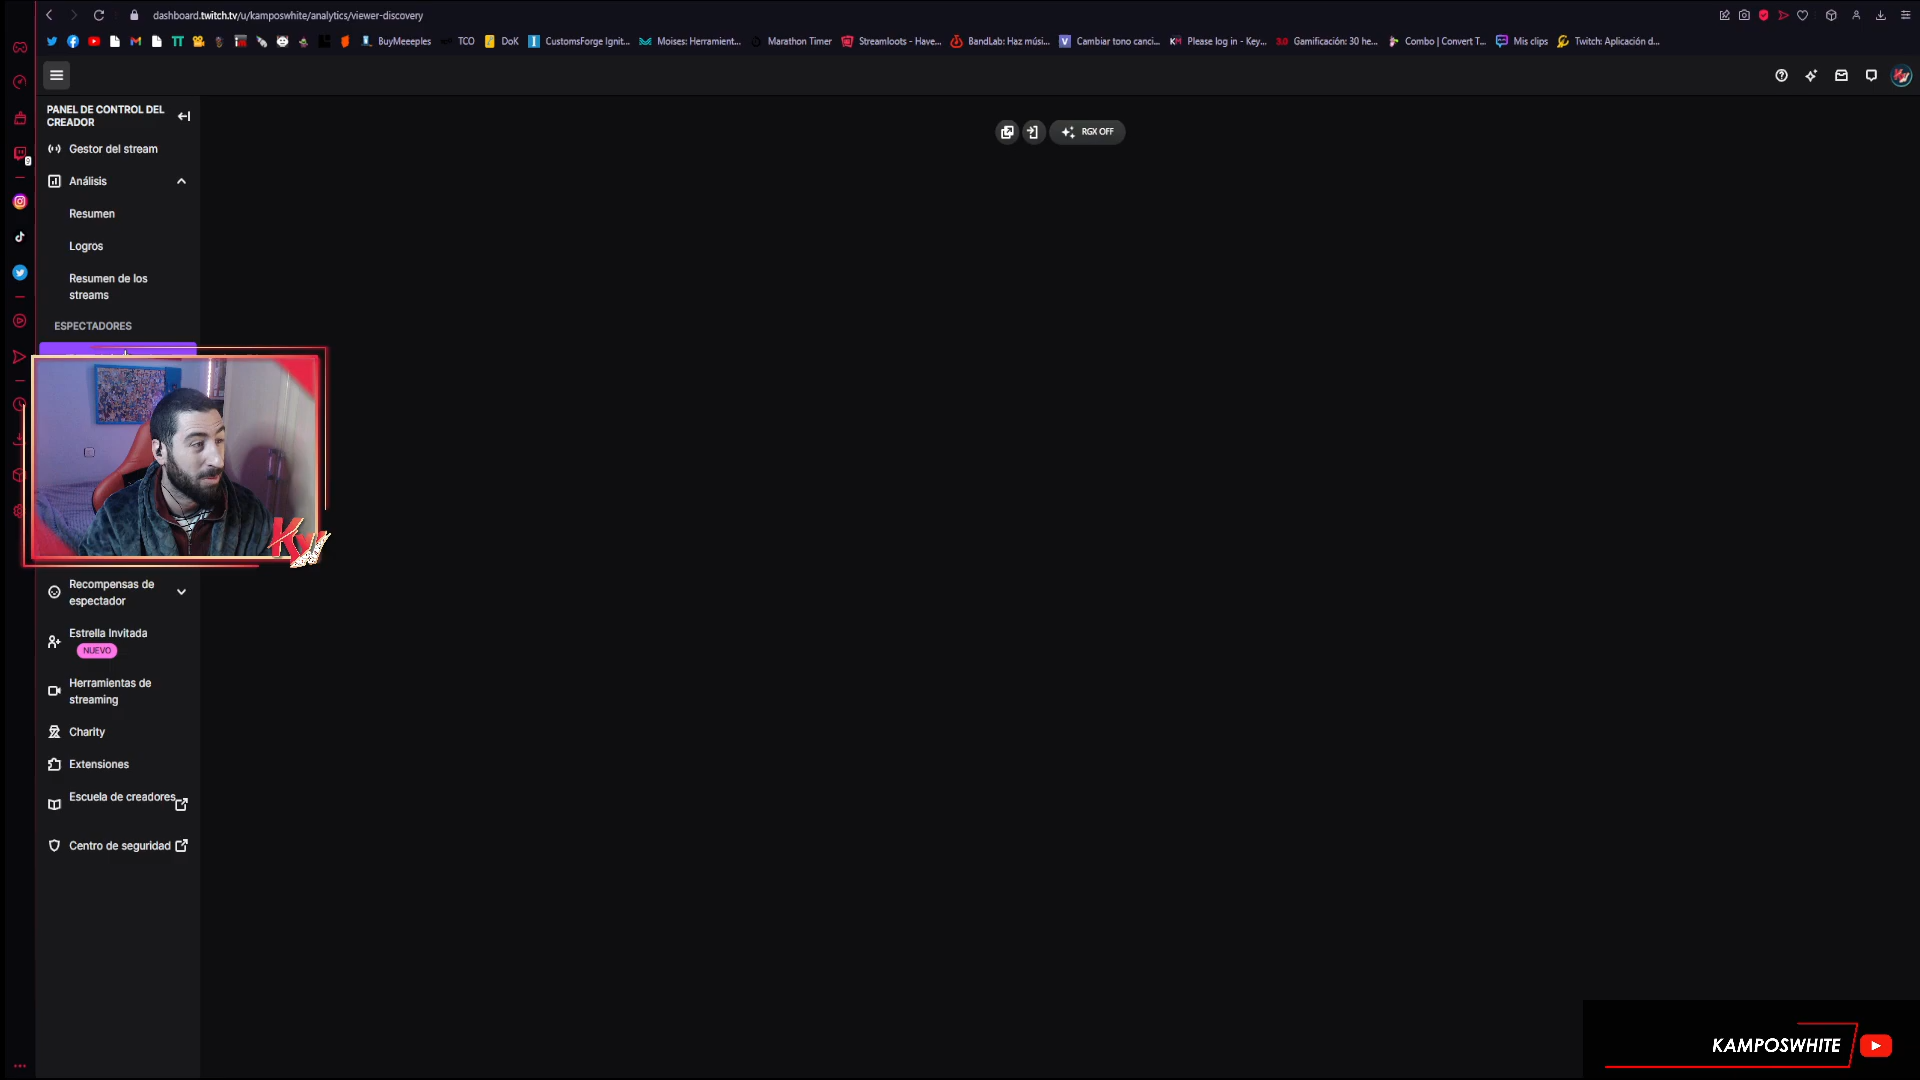 dashboard.twitch.tv/u/kamposwhite/analytics/viewer-discovery
TT
BuyMeeeples
TCO
DoK
CustomsForge Ignit...
Moises: Herramient...
Marathon Timer
Streamloots - Have...
BandLab: Haz músi...
Cambiar tono canci...
Please log in - Key...
Gamificación: 30 he...
Combo | Convert T...
Mis clips
Twitch: Aplicación d...
PANEL DE CONTROL DEL
CREADOR
RGX OFF
Gestor del stream
Análisis
Resumen
Logros
Resumen de los
streams
ESPECTADORES
KW
Recompensas de
espectador
Estrella Invitada
NUEVO
Herramientas de
streaming
Charity
Extensiones
Escuela de creadores
Centro de seguridad
KAMPOSWHITE